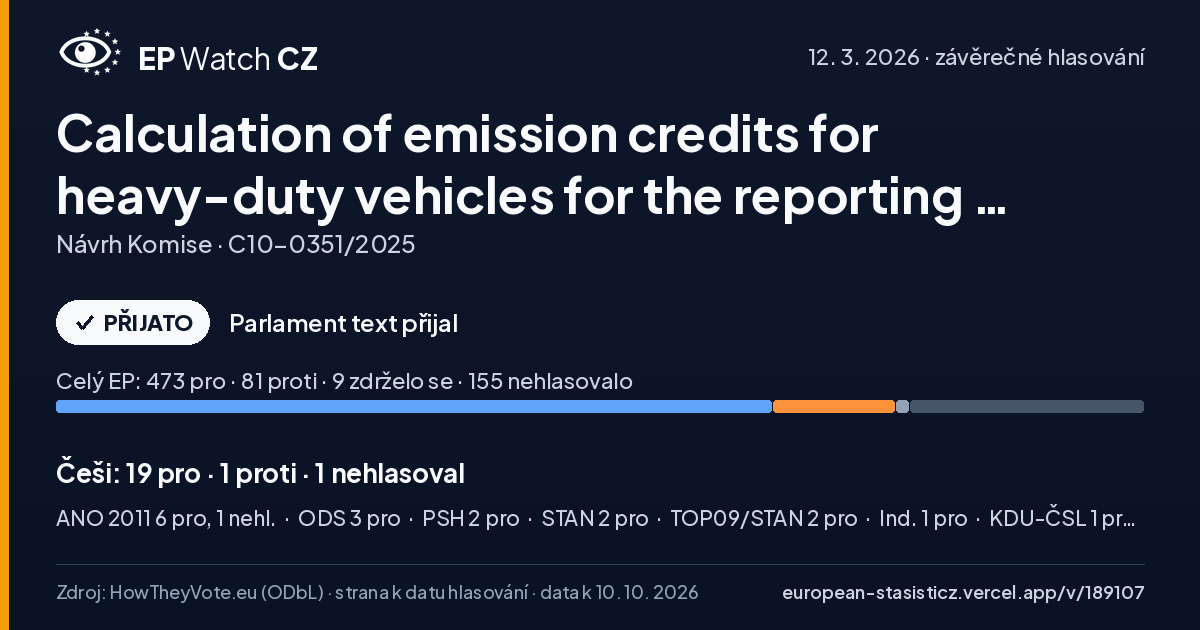 EP Watch CZ
12. 3. 2026 · závěrečné hlasování
Calculation of emission credits for
heavy-duty vehicles for the reporting …
Návrh Komise · C10-0351/2025
✓ PŘIJATO
Parlament text přijal
Celý EP: 473 pro · 81 proti · 9 zdrželo se · 155 nehlasovalo
Češi: 19 pro · 1 proti · 1 nehlasoval
ANO 2011 6 pro, 1 nehl. · ODS 3 pro · PSH 2 pro · STAN 2 pro · TOP09/STAN 2 pro · Ind. 1 pro · KDU-ČSL 1 pr…
Zdroj: HowTheyVote.eu (ODbL) · strana k datu hlasování · data k 10. 10. 2026
european-stasisticz.vercel.app/v/189107